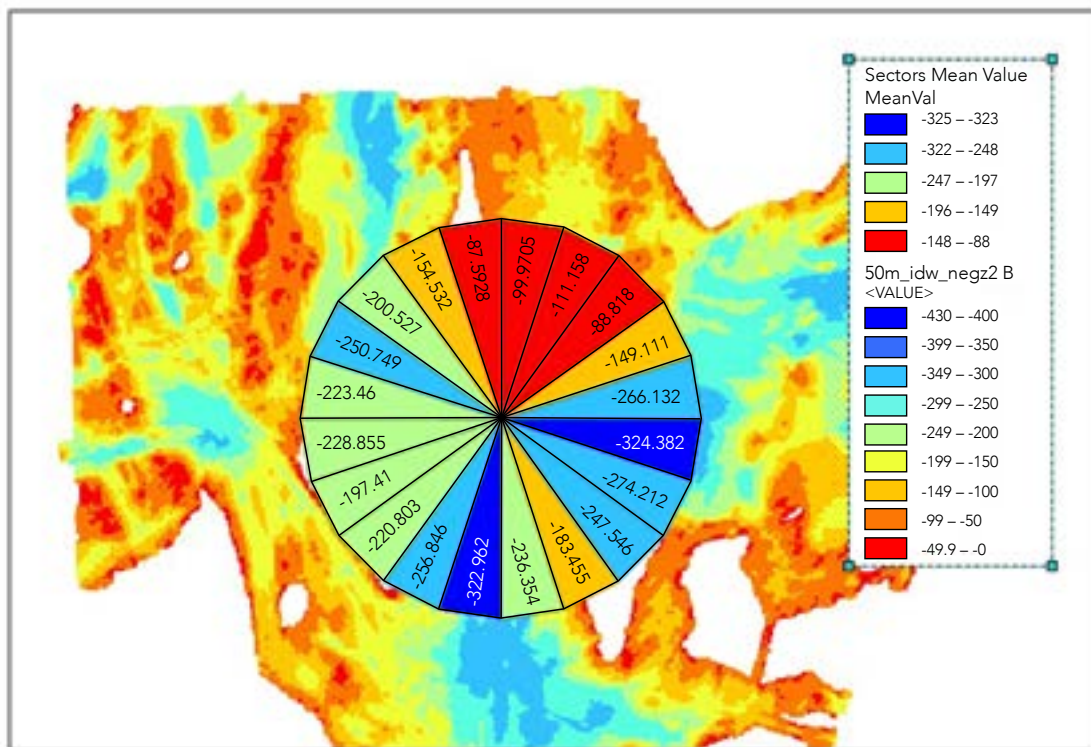 Sectors Mean Value
MeanVal
-325 – -323
-322 – -248
-247 – -197
-196 – -149
-148 – -88
50m_idw_negz2 B
<VALUE>
-430 – -400
-399 – -350
-349 – -300
-299 – -250
-249 – -200
-199 – -150
-149 – -100
-99 – -50
-49.9 – -0
-87.5928
-99.9705
-111.158
-88.818
-149.111
-266.132
-324.382
-274.212
-247.546
-183.455
-236.354
-322.962
-256.846
-220.803
-197.41
-228.855
-223.46
-250.749
-200.527
-154.532